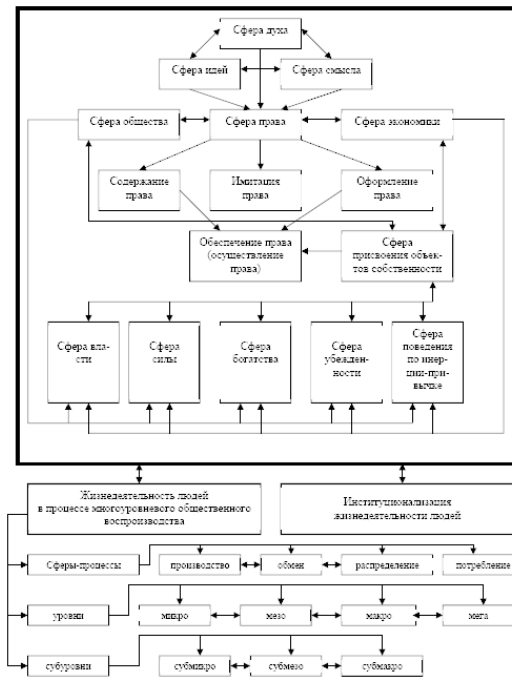 Сфера духа
Сфера идей
Сфера смысла
Сфера общества
Сфера права
Сфера экономики
Содержание
права
Имитация
права
Оформление
права
Обеспечение права
(осуществление
права)
Сфера
присвоения объек-
тов собственности
Сфера вла-
сти
Сфера
силы
Сфера
богатства
Сфера
убежден-
ности
Сфера
поведения
по инер-
ции-при-
вычке
Жизнедеятельность людей
в процессе многоуровневого общественного
воспроизводства
Институционализация
жизнедеятельности людей
Сферы-процессы
производство
обмен
распределение
потребление
уровни
микро
мезо
макро
мега
субуровни
субмикро
субмезо
субмакро